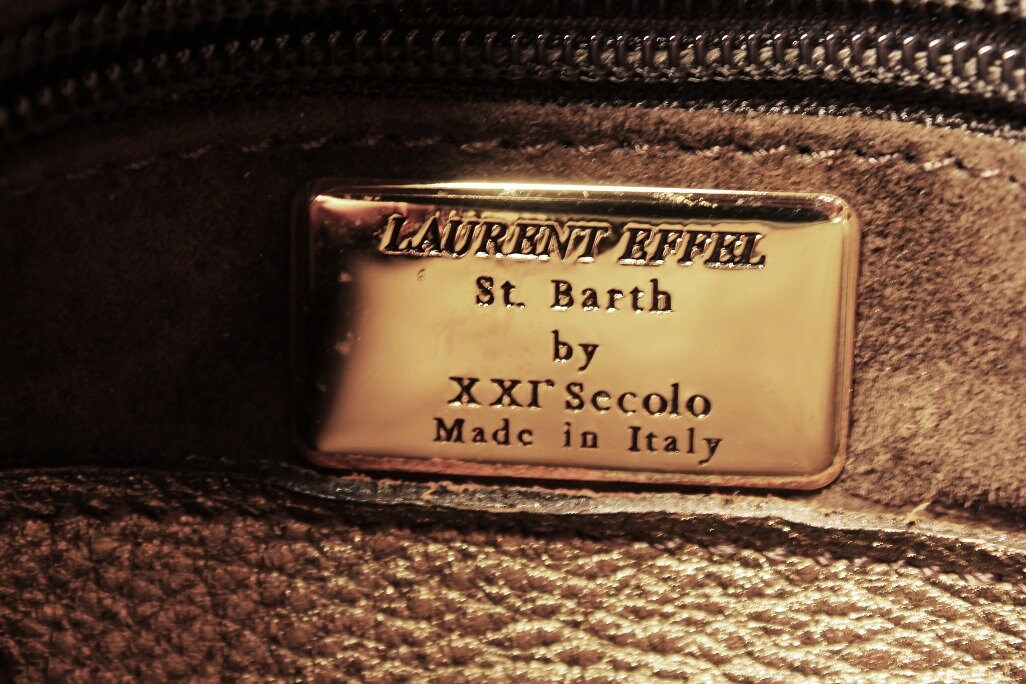 LAURENT EFFEL
St. Barth
by
XXI° Secolo
Made in Italy